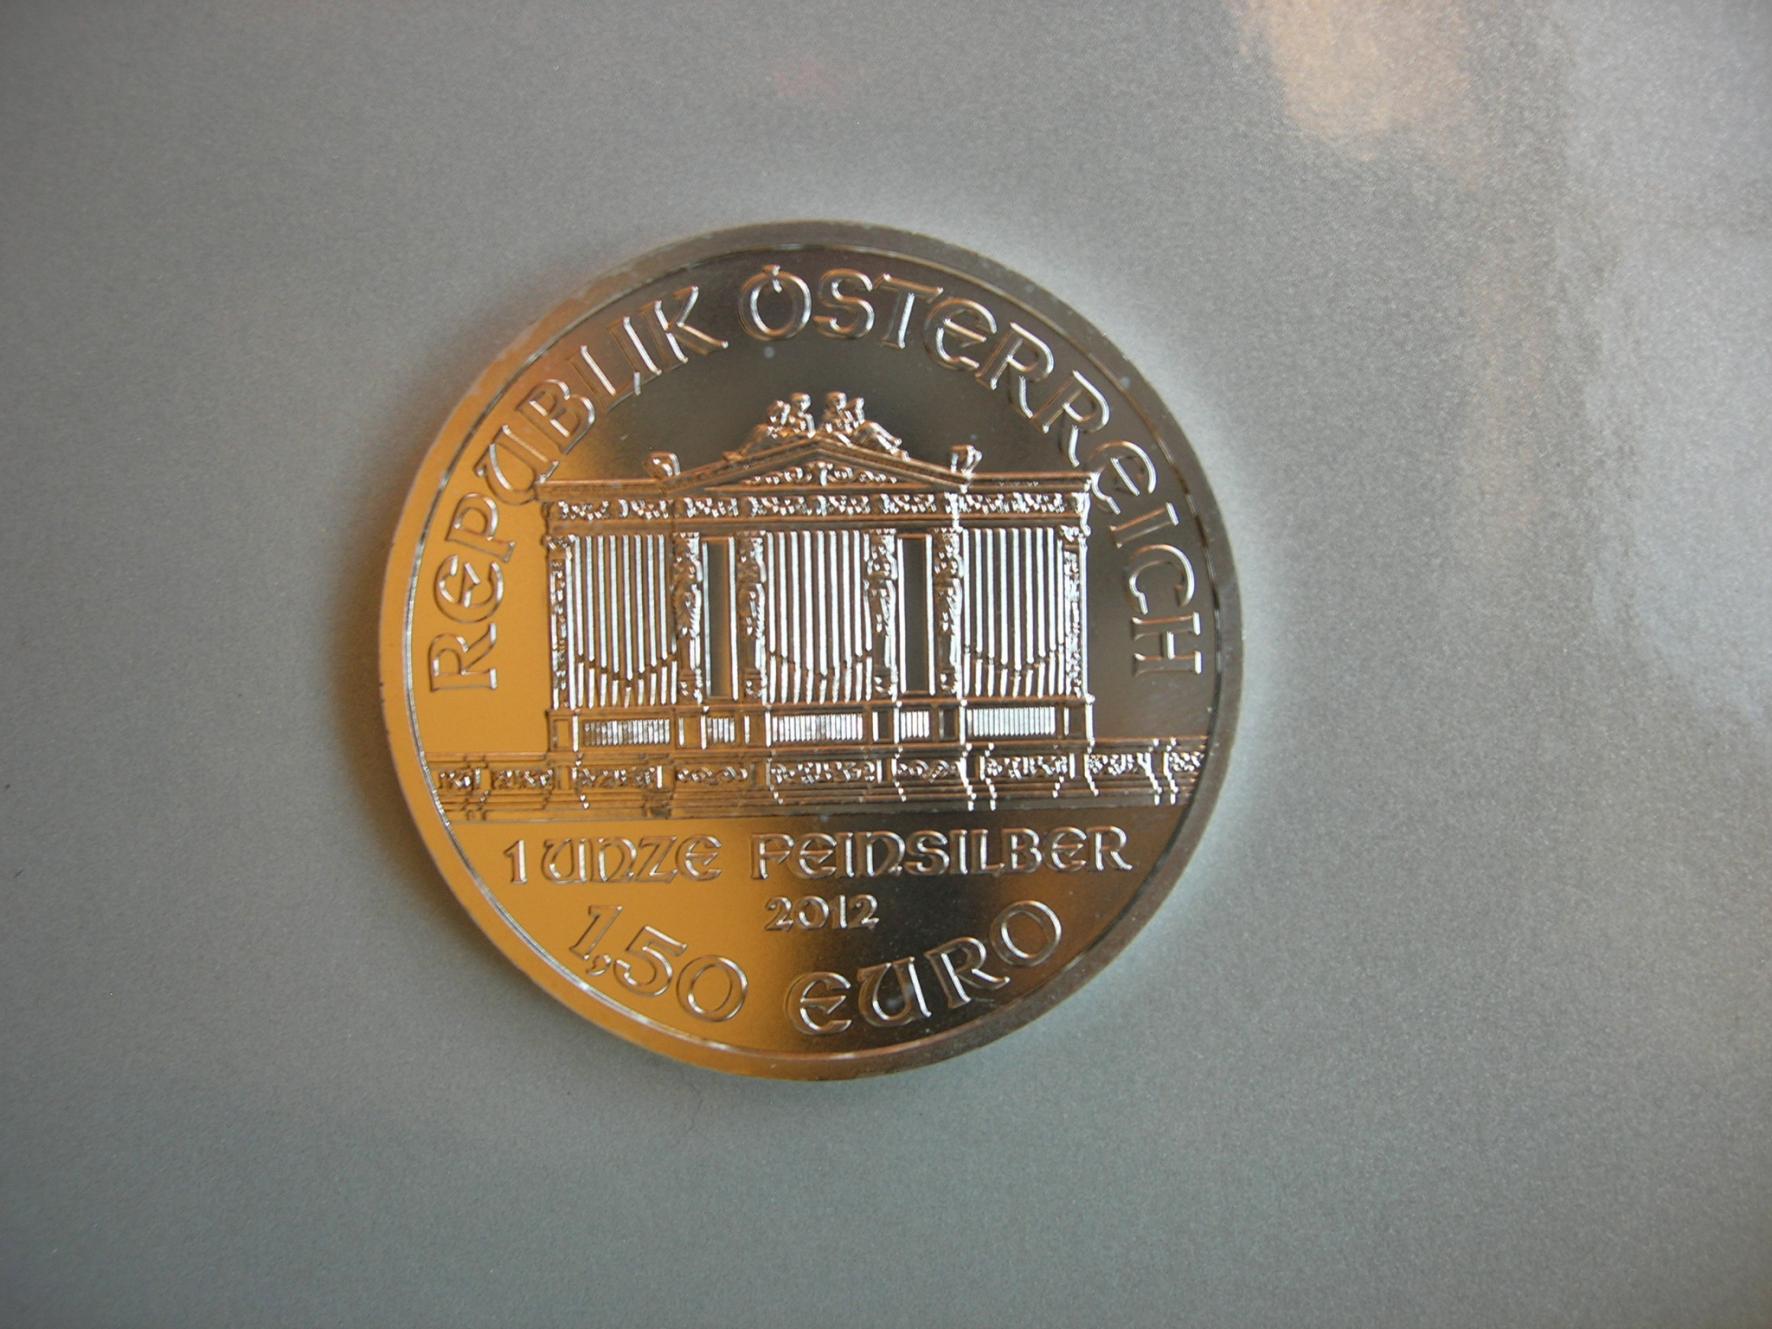 REPUBLIK ÖSTERREICH
1 UNZE FEINSILBER
2012
1,50 EURO